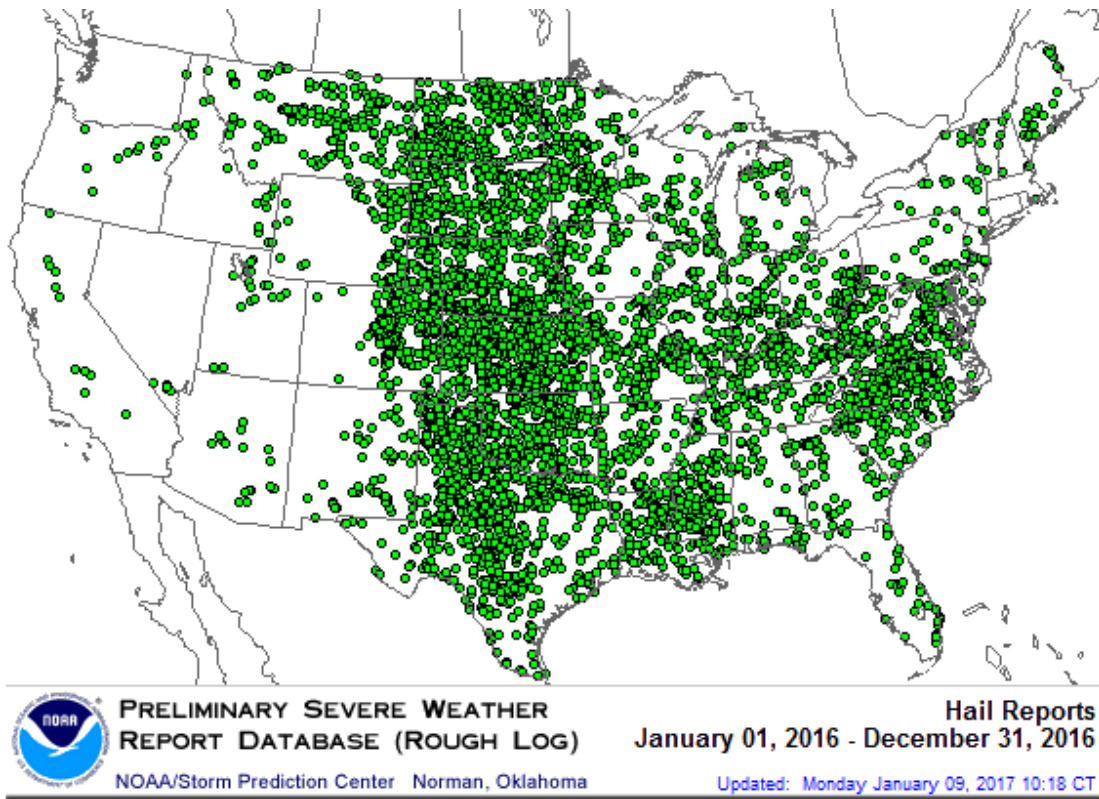 PRELIMINARY SEVERE WEATHER
REPORT DATABASE (ROUGH LOG)
NOAA/Storm Prediction Center Norman, Oklahoma
Hail Reports
January 01, 2016 - December 31, 2016
Updated: Monday January 09, 2017 10:18 CT
NOAA